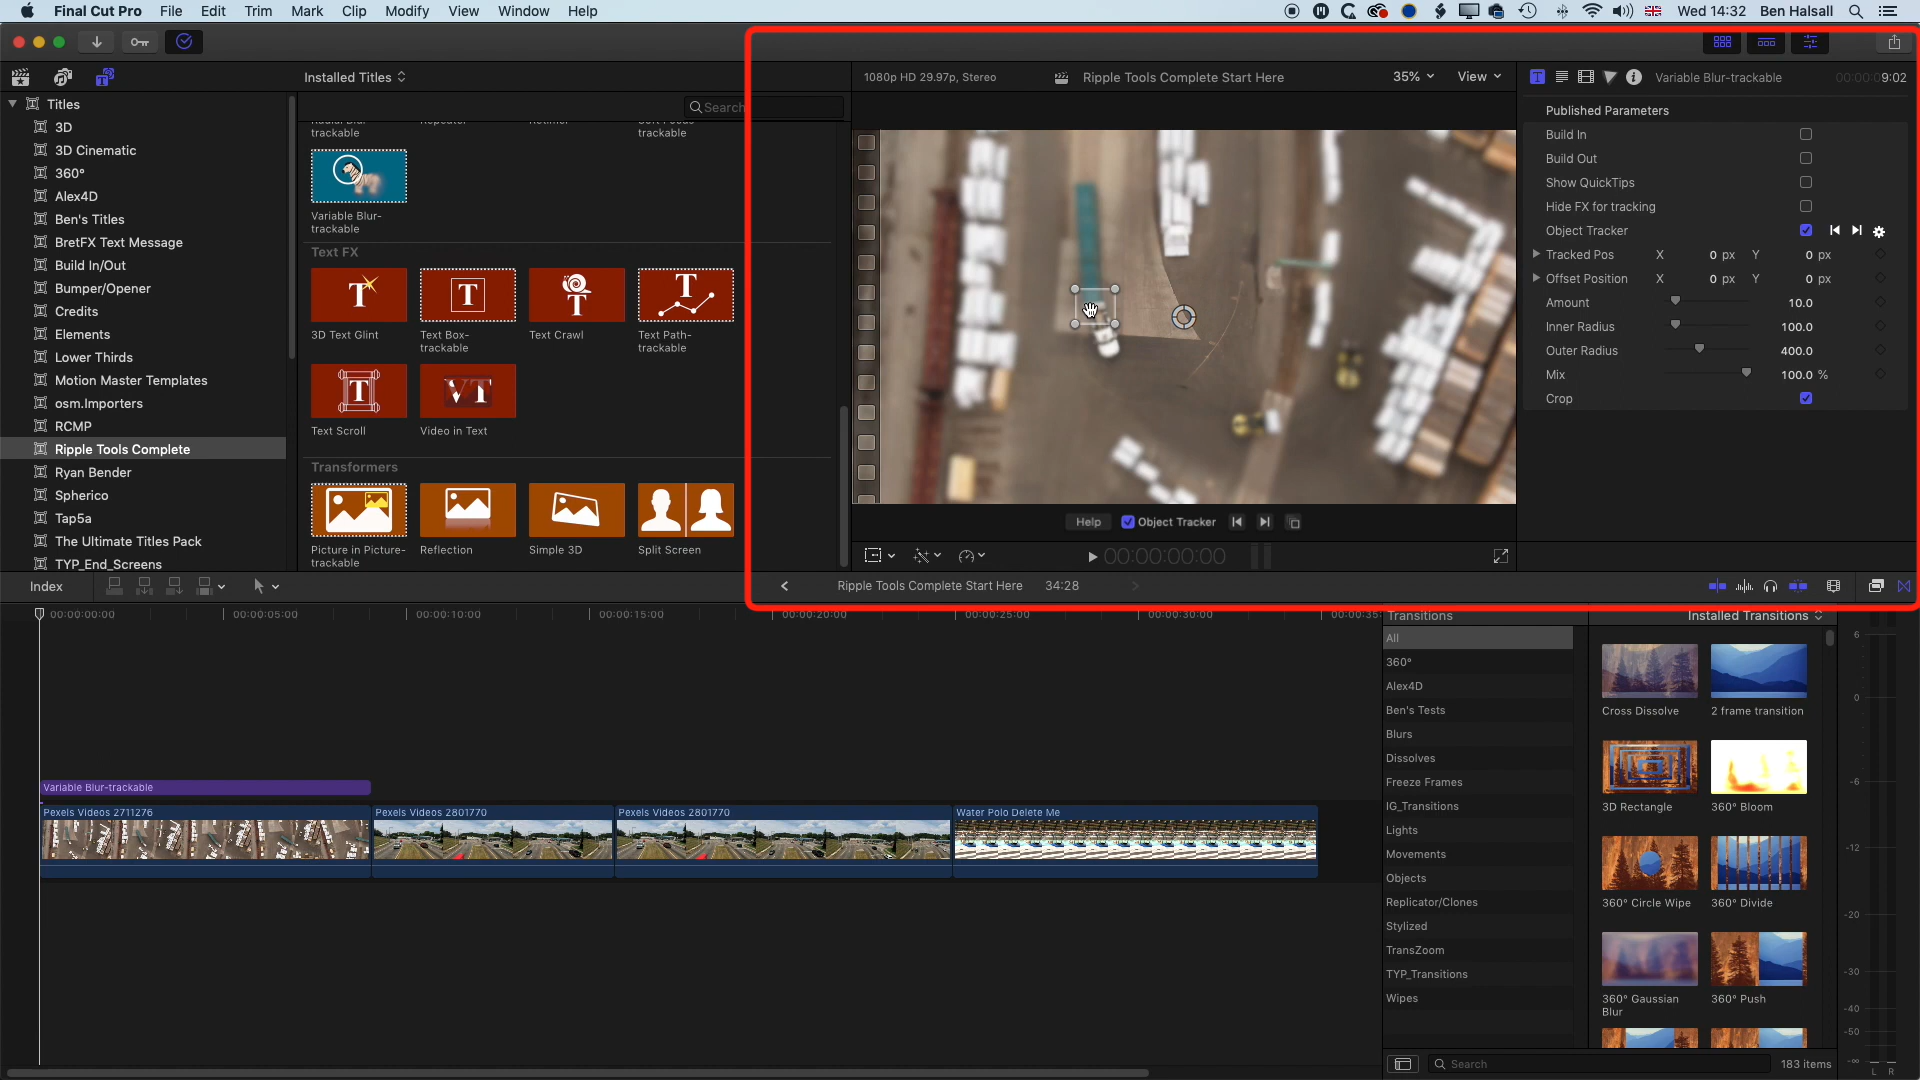 Final Cut Pro File Edit Trim Mark Clip Modify View Window Help
Wed 14:32 Ben Halsall
Installed Titles
Search
Titles
3D
3D Cinematic
360°
Alex4D
Ben's Titles
BretFX Text Message
Build In/Out
Bumper/Opener
Credits
Elements
Lower Thirds
Motion Master Templates
osm.Importers
RCMP
Ripple Tools Complete
Ryan Bender
Spherico
Tap5a
The Ultimate Titles Pack
TYP_End_Screens
trackable
trackable
Variable Blur-
trackable
Text FX
3D Text Glint
Text Box-
trackable
Text Crawl
Text Path-
trackable
Text Scroll
Video in Text
Transformers
Picture in Picture-
trackable
Reflection
Simple 3D
Split Screen
1080p HD 29.97p, Stereo
Ripple Tools Complete Start Here
35%
View
Help
Object Tracker
00:00:00:00
Variable Blur-trackable
9:02
Published Parameters
Build In
Build Out
Show QuickTips
Hide FX for tracking
Object Tracker
Tracked Pos X 0 px Y 0 px
Offset Position X 0 px Y 0 px
Amount 10.0
Inner Radius 100.0
Outer Radius 400.0
Mix 100.0 %
Crop
Index
Ripple Tools Complete Start Here 34:28
00:00:00:00 00:00:05:00 00:00:10:00 00:00:15:00 00:00:20:00 00:00:25:00 00:00:30:00 00:00:35:
Variable Blur-trackable
Pexels Videos 2711276
Pexels Videos 2801770
Pexels Videos 2801770
Water Polo Delete Me
Transitions
All
360°
Alex4D
Ben's Tests
Blurs
Dissolves
Freeze Frames
IG_Transitions
Lights
Movements
Objects
Replicator/Clones
Stylized
TransZoom
TYP_Transitions
Wipes
Installed Transitions
Cross Dissolve
2 frame transition
3D Rectangle
360° Bloom
360° Circle Wipe
360° Divide
360° Gaussian
Blur
360° Push
Search
183 items
6
0
-6
-12
-20
-30
-40
-50
-∞
L R